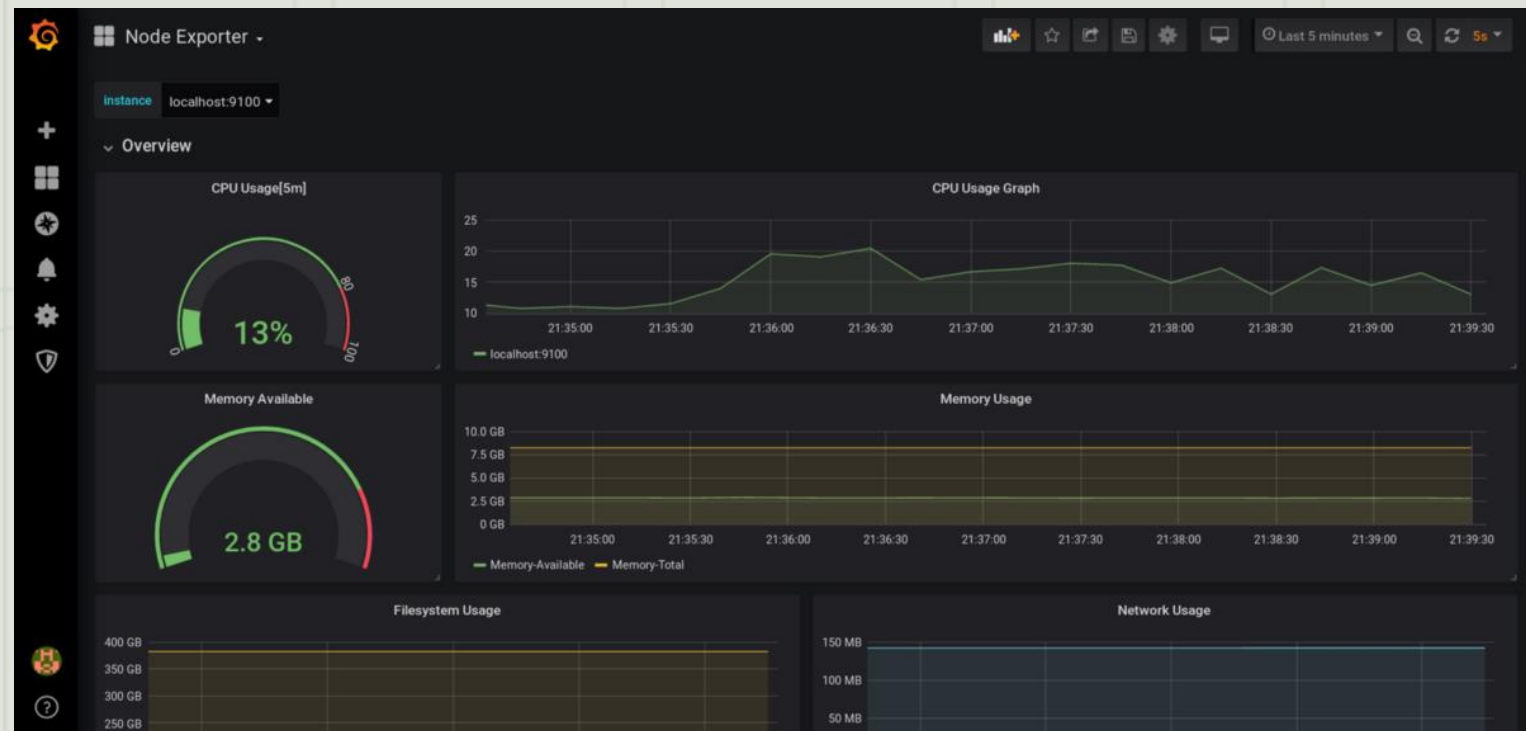 Node Exporter
Last 5 minutes
5s
instance localhost:9100
Overview
CPU Usage[5m]
0
80
100
13%
CPU Usage Graph
25
20
15
10
21:35:00 21:35:30 21:36:00 21:36:30 21:37:00 21:37:30 21:38:00 21:38:30 21:39:00 21:39:30
localhost:9100
Memory Available
2.8 GB
Memory Usage
10.0 GB
7.5 GB
5.0 GB
2.5 GB
0 GB
21:35:00 21:35:30 21:36:00 21:36:30 21:37:00 21:37:30 21:38:00 21:38:30 21:39:00 21:39:30
Memory-Available Memory-Total
Filesystem Usage
400 GB
350 GB
300 GB
250 GB
Network Usage
150 MB
100 MB
50 MB